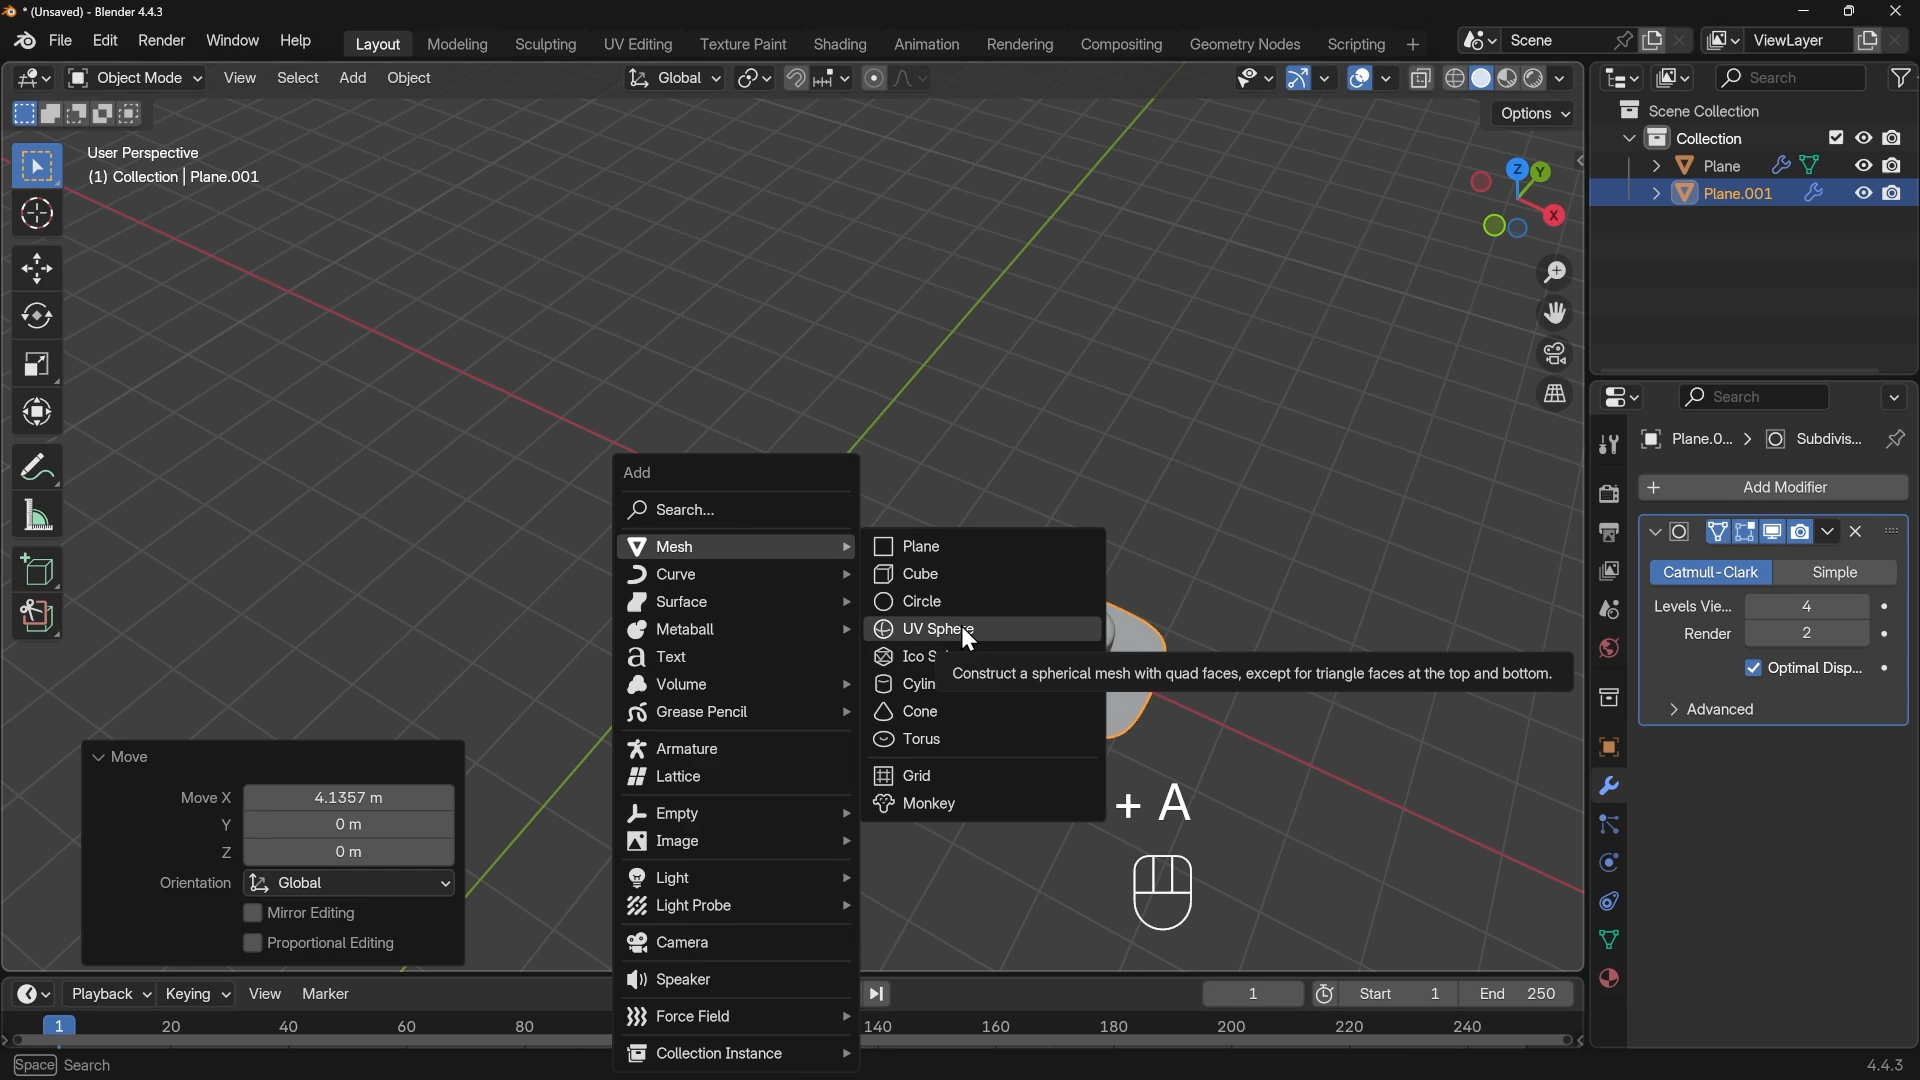 * (Unsaved) - Blender 4.4.3
File Edit Render Window Help
Layout Modeling Sculpting UV Editing Texture Paint Shading Animation Rendering Compositing Geometry Nodes Scripting +
Scene ViewLayer
Object Mode View Select Add Object
Global
Search
Options
User Perspective
(1) Collection | Plane.001
Z
Y
X
Scene Collection
Collection
Plane
Plane.001
Search
Plane.0... Subdivis...
+ Add Modifier
Catmull-Clark Simple
Levels Vie... 4
Render 2
Optimal Disp...
Advanced
Add
Search...
Mesh
Curve
Surface
Metaball
Text
Volume
Grease Pencil
Armature
Lattice
Empty
Image
Light
Light Probe
Camera
Speaker
Force Field
Collection Instance
Plane
Cube
Circle
UV Sphere
Ico
Cylin
Cone
Torus
Grid
Monkey
Construct a spherical mesh with quad faces, except for triangle faces at the top and bottom.
+ A
Move
Move X 4.1357 m
Y 0 m
Z 0 m
Orientation Global
Mirror Editing
Proportional Editing
Playback Keying View Marker
1 Start 1 End 250
1 20 40 60 80 140 160 180 200 220 240
Space Search
4.4.3